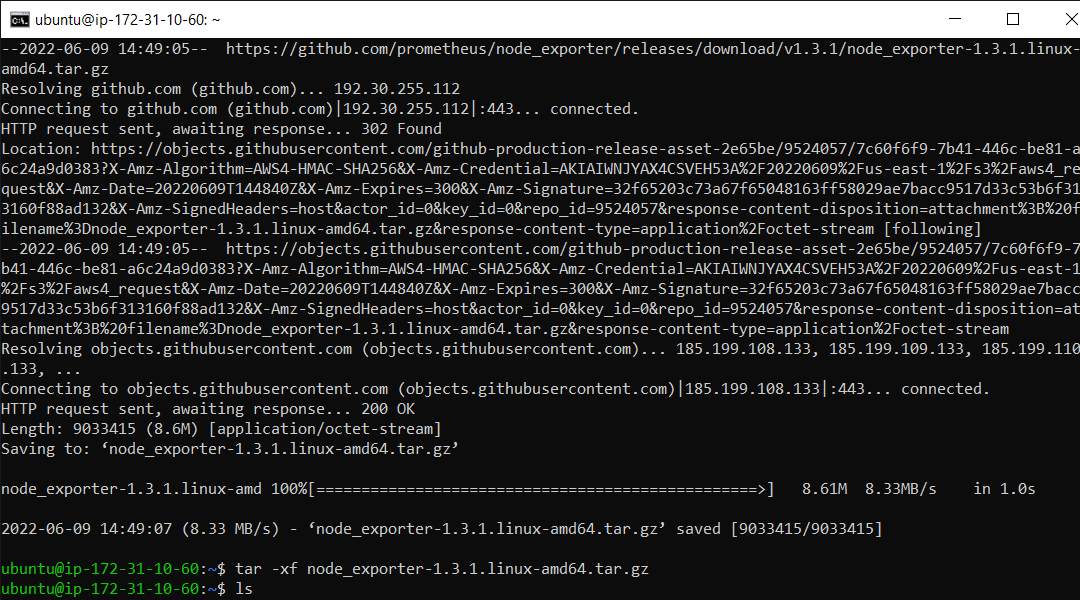 ubuntu@ip-172-31-10-60: ~
--2022-06-09 14:49:05--  https://github.com/prometheus/node_exporter/releases/download/v1.3.1/node_exporter-1.3.1.linux-
amd64.tar.gz
Resolving github.com (github.com)... 192.30.255.112
Connecting to github.com (github.com)|192.30.255.112|:443... connected.
HTTP request sent, awaiting response... 302 Found
Location: https://objects.githubusercontent.com/github-production-release-asset-2e65be/9524057/7c60f6f9-7b41-446c-be81-a
6c24a9d0383?X-Amz-Algorithm=AWS4-HMAC-SHA256&X-Amz-Credential=AKIAIWNJYAX4CSVEH53A%2F20220609%2Fus-east-1%2Fs3%2Faws4_re
quest&X-Amz-Date=20220609T144840Z&X-Amz-Expires=300&X-Amz-Signature=32f65203c73a67f65048163ff58029ae7bacc9517d33c53b6f31
3160f88ad132&X-Amz-SignedHeaders=host&actor_id=0&key_id=0&repo_id=9524057&response-content-disposition=attachment%3B%20f
ilename%3Dnode_exporter-1.3.1.linux-amd64.tar.gz&response-content-type=application%2Foctet-stream [following]
--2022-06-09 14:49:05--  https://objects.githubusercontent.com/github-production-release-asset-2e65be/9524057/7c60f6f9-7
b41-446c-be81-a6c24a9d0383?X-Amz-Algorithm=AWS4-HMAC-SHA256&X-Amz-Credential=AKIAIWNJYAX4CSVEH53A%2F20220609%2Fus-east-1
%2Fs3%2Faws4_request&X-Amz-Date=20220609T144840Z&X-Amz-Expires=300&X-Amz-Signature=32f65203c73a67f65048163ff58029ae7bacc
9517d33c53b6f313160f88ad132&X-Amz-SignedHeaders=host&actor_id=0&key_id=0&repo_id=9524057&response-content-disposition=at
tachment%3B%20filename%3Dnode_exporter-1.3.1.linux-amd64.tar.gz&response-content-type=application%2Foctet-stream
Resolving objects.githubusercontent.com (objects.githubusercontent.com)... 185.199.108.133, 185.199.109.133, 185.199.110
.133, ...
Connecting to objects.githubusercontent.com (objects.githubusercontent.com)|185.199.108.133|:443... connected.
HTTP request sent, awaiting response... 200 OK
Length: 9033415 (8.6M) [application/octet-stream]
Saving to: ‘node_exporter-1.3.1.linux-amd64.tar.gz’
node_exporter-1.3.1.linux-amd 100%[=================================================>]   8.61M  8.33MB/s    in 1.0s
2022-06-09 14:49:07 (8.33 MB/s) - ‘node_exporter-1.3.1.linux-amd64.tar.gz’ saved [9033415/9033415]
ubuntu@ip-172-31-10-60:~$ tar -xf node_exporter-1.3.1.linux-amd64.tar.gz
ubuntu@ip-172-31-10-60:~$ ls